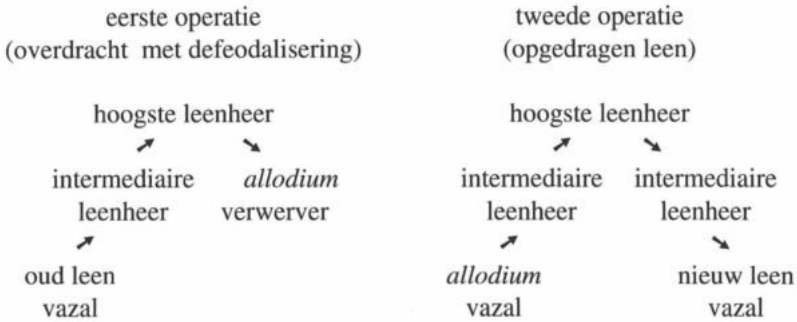 eerste operatie
(overdracht met defeodalisering)
hoogste leenheer
intermediaire allodium
leenheer verwerver
oud leen
vazal
tweede operatie
(opgedragen leen)
hoogste leenheer
intermediaire intermediaire
leenheer leenheer
allodium nieuw leen
vazal vazal